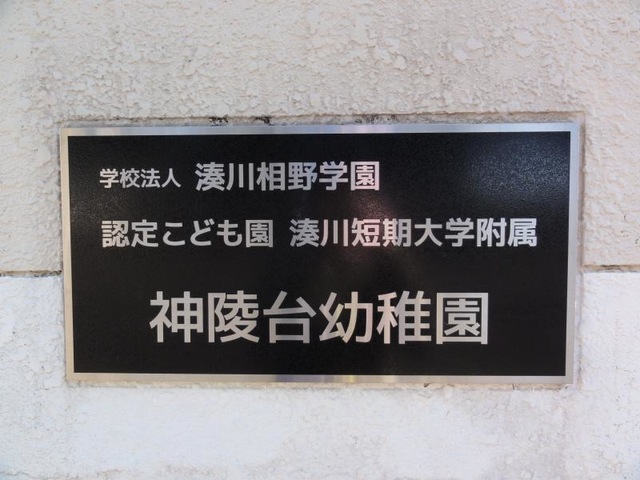 学校法人 湊川相野学園
認定こども園 湊川短期大学附属
神陵台幼稚園